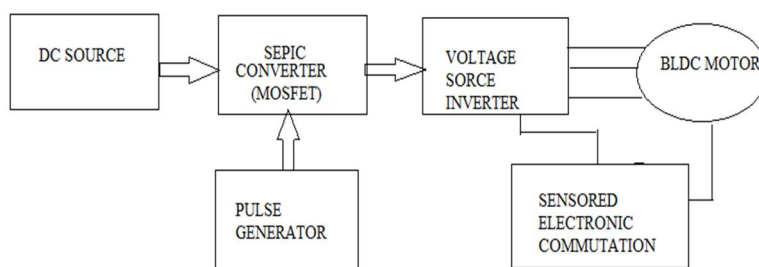 DC SOURCE
SEPIC
CONVERTER
(MOSFET)
VOLTAGE
SORCE
INVERTER
BLDC MOTOR
PULSE
GENERATOR
SENSORED
ELECTRONIC
COMMUTATION